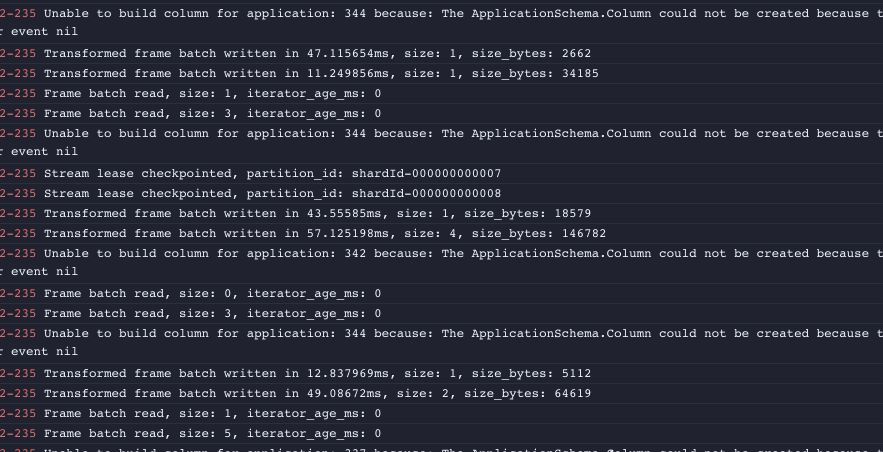 2-235 Unable to build column for application: 344 because: The ApplicationSchema.Column could not be created because t
r event nil
2-235 Transformed frame batch written in 47.115654ms, size: 1, size_bytes: 2662
2-235 Transformed frame batch written in 11.249856ms, size: 1, size_bytes: 34185
2-235 Frame batch read, size: 1, iterator_age_ms: 0
2-235 Frame batch read, size: 3, iterator_age_ms: 0
2-235 Unable to build column for application: 344 because: The ApplicationSchema.Column could not be created because t
r event nil
2-235 Stream lease checkpointed, partition_id: shardId-000000000007
2-235 Stream lease checkpointed, partition_id: shardId-000000000008
2-235 Transformed frame batch written in 43.55585ms, size: 1, size_bytes: 18579
2-235 Transformed frame batch written in 57.125198ms, size: 4, size_bytes: 146782
2-235 Unable to build column for application: 342 because: The ApplicationSchema.Column could not be created because t
r event nil
2-235 Frame batch read, size: 0, iterator_age_ms: 0
2-235 Frame batch read, size: 3, iterator_age_ms: 0
2-235 Unable to build column for application: 344 because: The ApplicationSchema.Column could not be created because t
r event nil
2-235 Transformed frame batch written in 12.837969ms, size: 1, size_bytes: 5112
2-235 Transformed frame batch written in 49.08672ms, size: 2, size_bytes: 64619
2-235 Frame batch read, size: 1, iterator_age_ms: 0
2-235 Frame batch read, size: 5, iterator_age_ms: 0